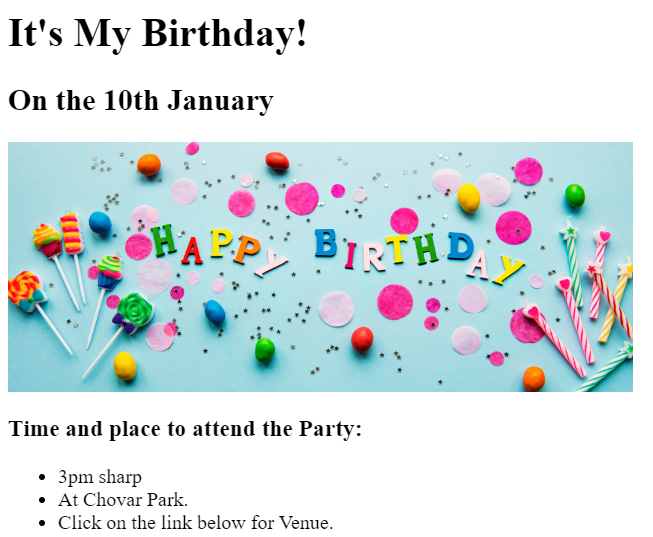 It's My Birthday!
On the 10th January
HAPPY BIRTHDAY
Time and place to attend the Party:
3pm sharp
At Chovar Park.
Click on the link below for Venue.